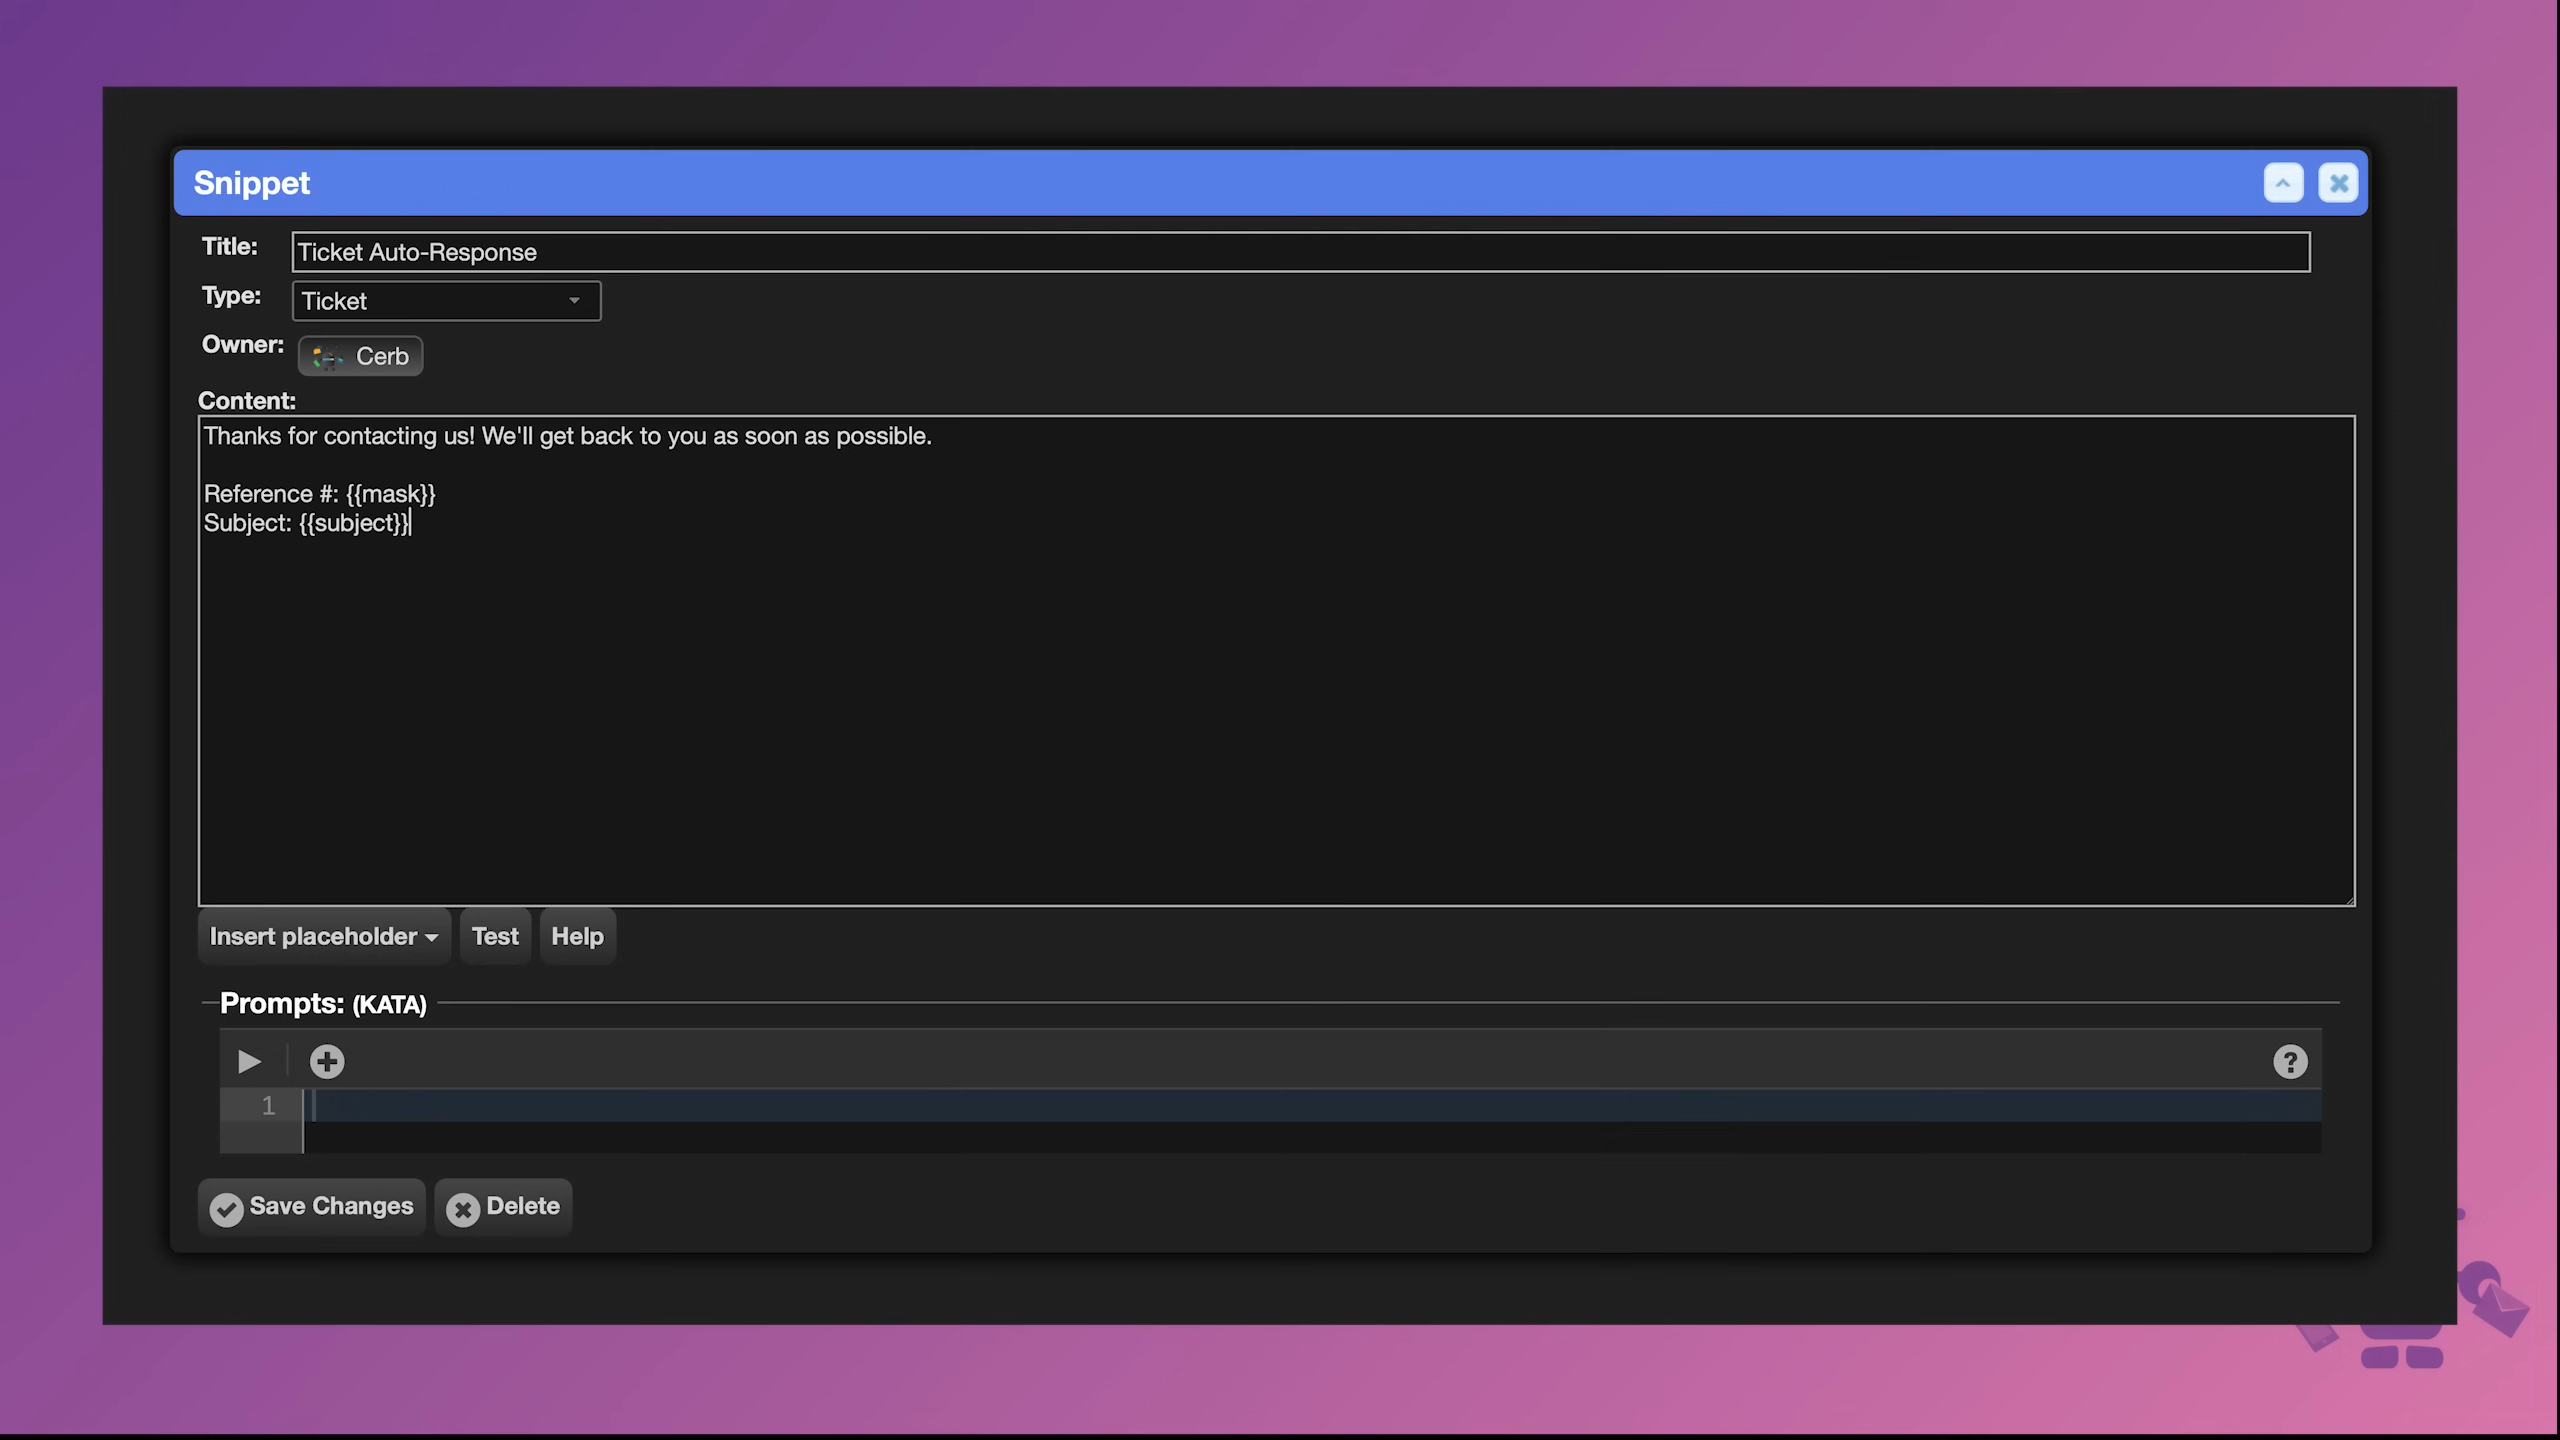 Snippet
Title: Ticket Auto-Response
Type: Ticket
Owner: Cerb
Content:
Thanks for contacting us! We'll get back to you as soon as possible.
Reference #: {{mask}}
Subject: {{subject}}
Insert placeholder Test Help
Prompts: (KATA)
1
Save Changes Delete